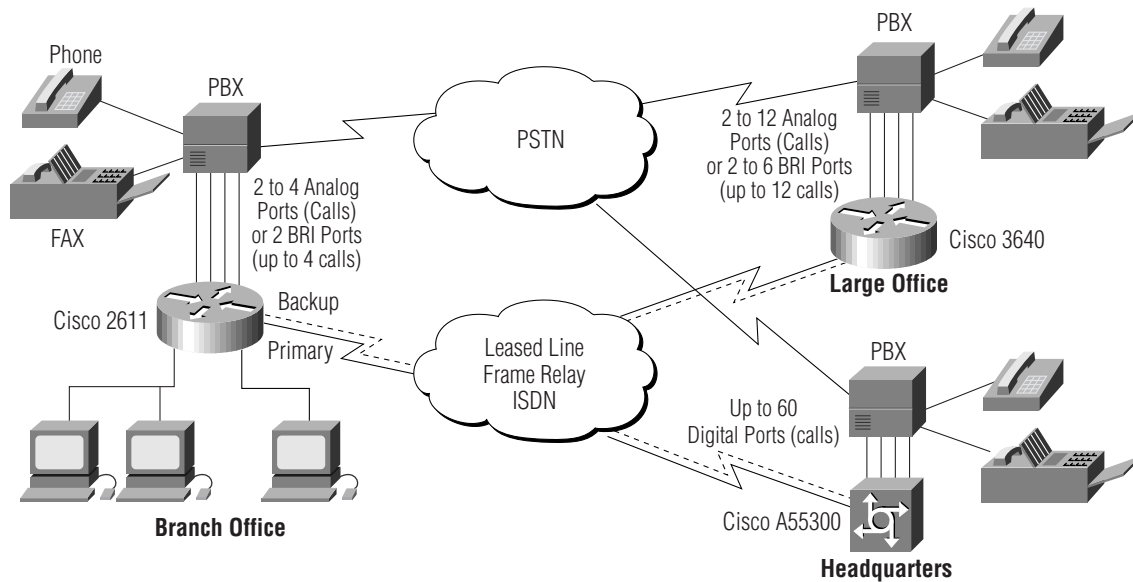 Phone
PBX
FAX
2 to 4 Analog
Ports (Calls)
or 2 BRI Ports
(up to 4 calls)
Cisco 2611
Backup
Primary
Branch Office
PSTN
Leased Line
Frame Relay
ISDN
PBX
2 to 12 Analog
Ports (Calls)
or 2 to 6 BRI Ports
(up to 12 calls)
Cisco 3640
Large Office
PBX
Up to 60
Digital Ports (calls)
Cisco A55300
Headquarters